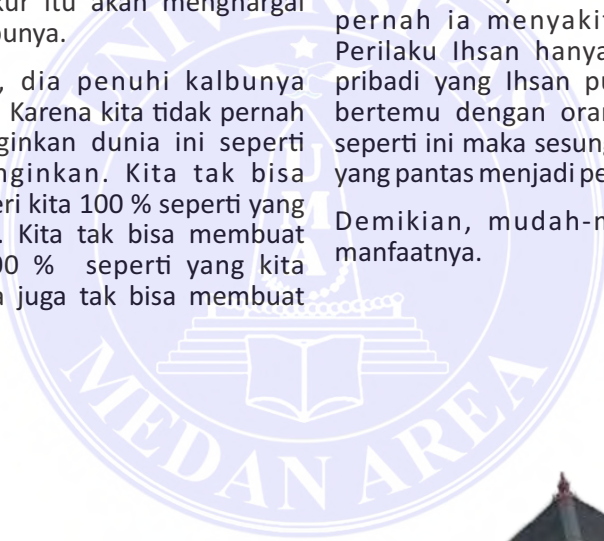 kur itu akan menghargai
bunya.
, dia penuhi kalbunya
Karena kita tidak pernah
ginkan dunia ini seperti
nginkan. Kita tak bisa
eri kita 100 % seperti yang
. Kita tak bisa membuat
00 % seperti yang kita
a juga tak bisa membuat
pernah ia menyakit
Perilaku Ihsan hanya
pribadi yang Ihsan pu
bertemu dengan oran
seperti ini maka sesung
yang pantas menjadi pe
Demikian, mudah-m
manfaatnya.
UNIVERSITAS
UMA
MEDAN AREA